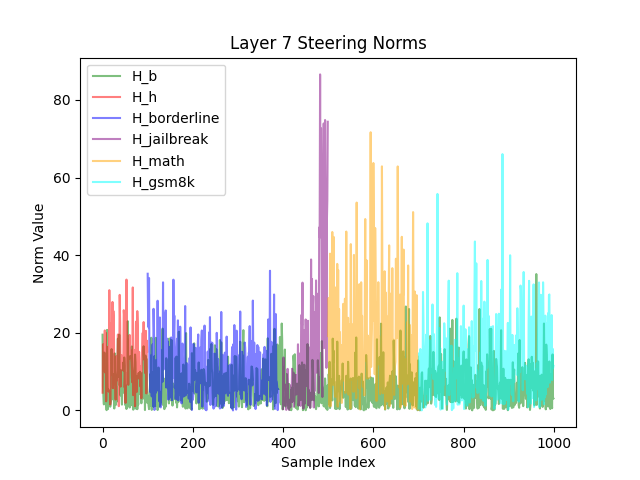 Layer 7 Steering Norms
H_b
H_h
H_borderline
H_jailbreak
H_math
H_gsm8k
Norm Value
80
60
40
20
0
0 200 400 600 800 1000
Sample Index